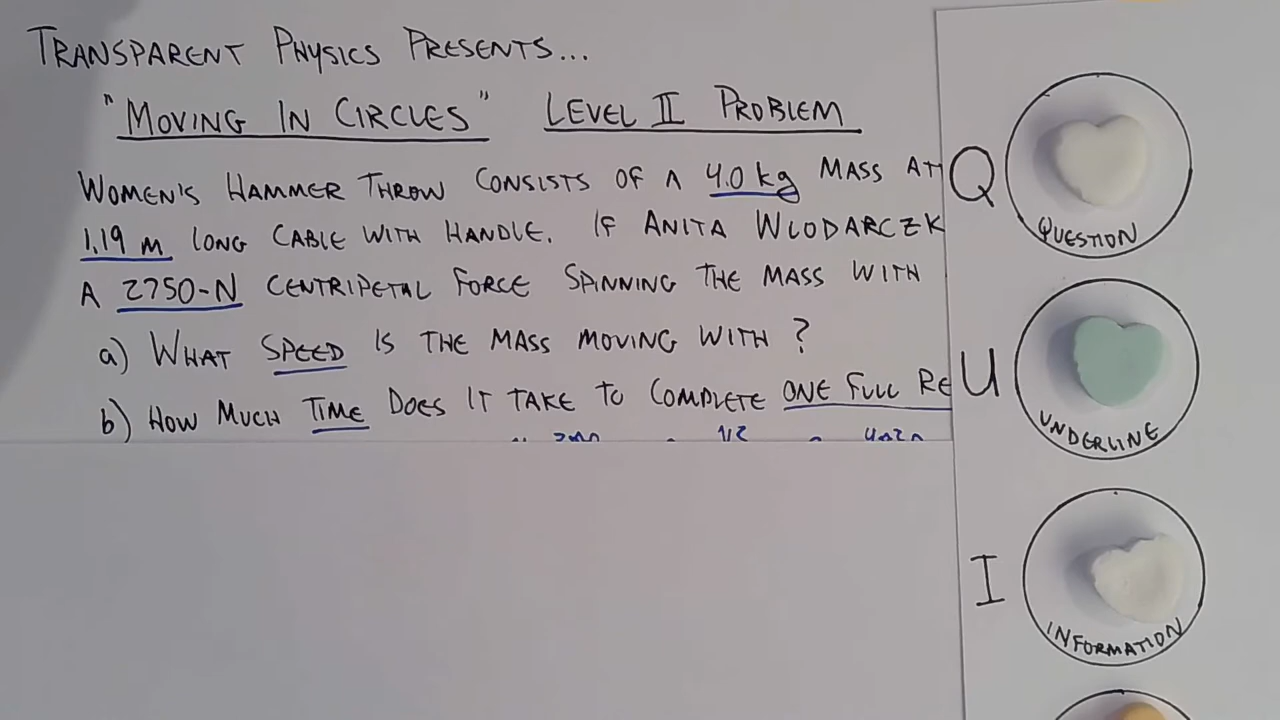 TRANSPARENT PHYSICS PRESENTS...
"MOVING IN CIRCLES" LEVEL II PROBLEM
WOMEN'S HAMMER THROW CONSISTS OF A 4.0 kg MASS AT
1.19 m LONG CABLE WITH HANDLE. IF ANITA WLODARCZK
A 2750-N CENTRIPETAL FORCE SPINNING THE MASS WITH
a) WHAT SPEED IS THE MASS MOVING WITH?
b) HOW MUCH TIME DOES IT TAKE TO COMPLETE ONE FULL RE
Q
QUESTION
U
UNDERLINE
I
INFORMATION